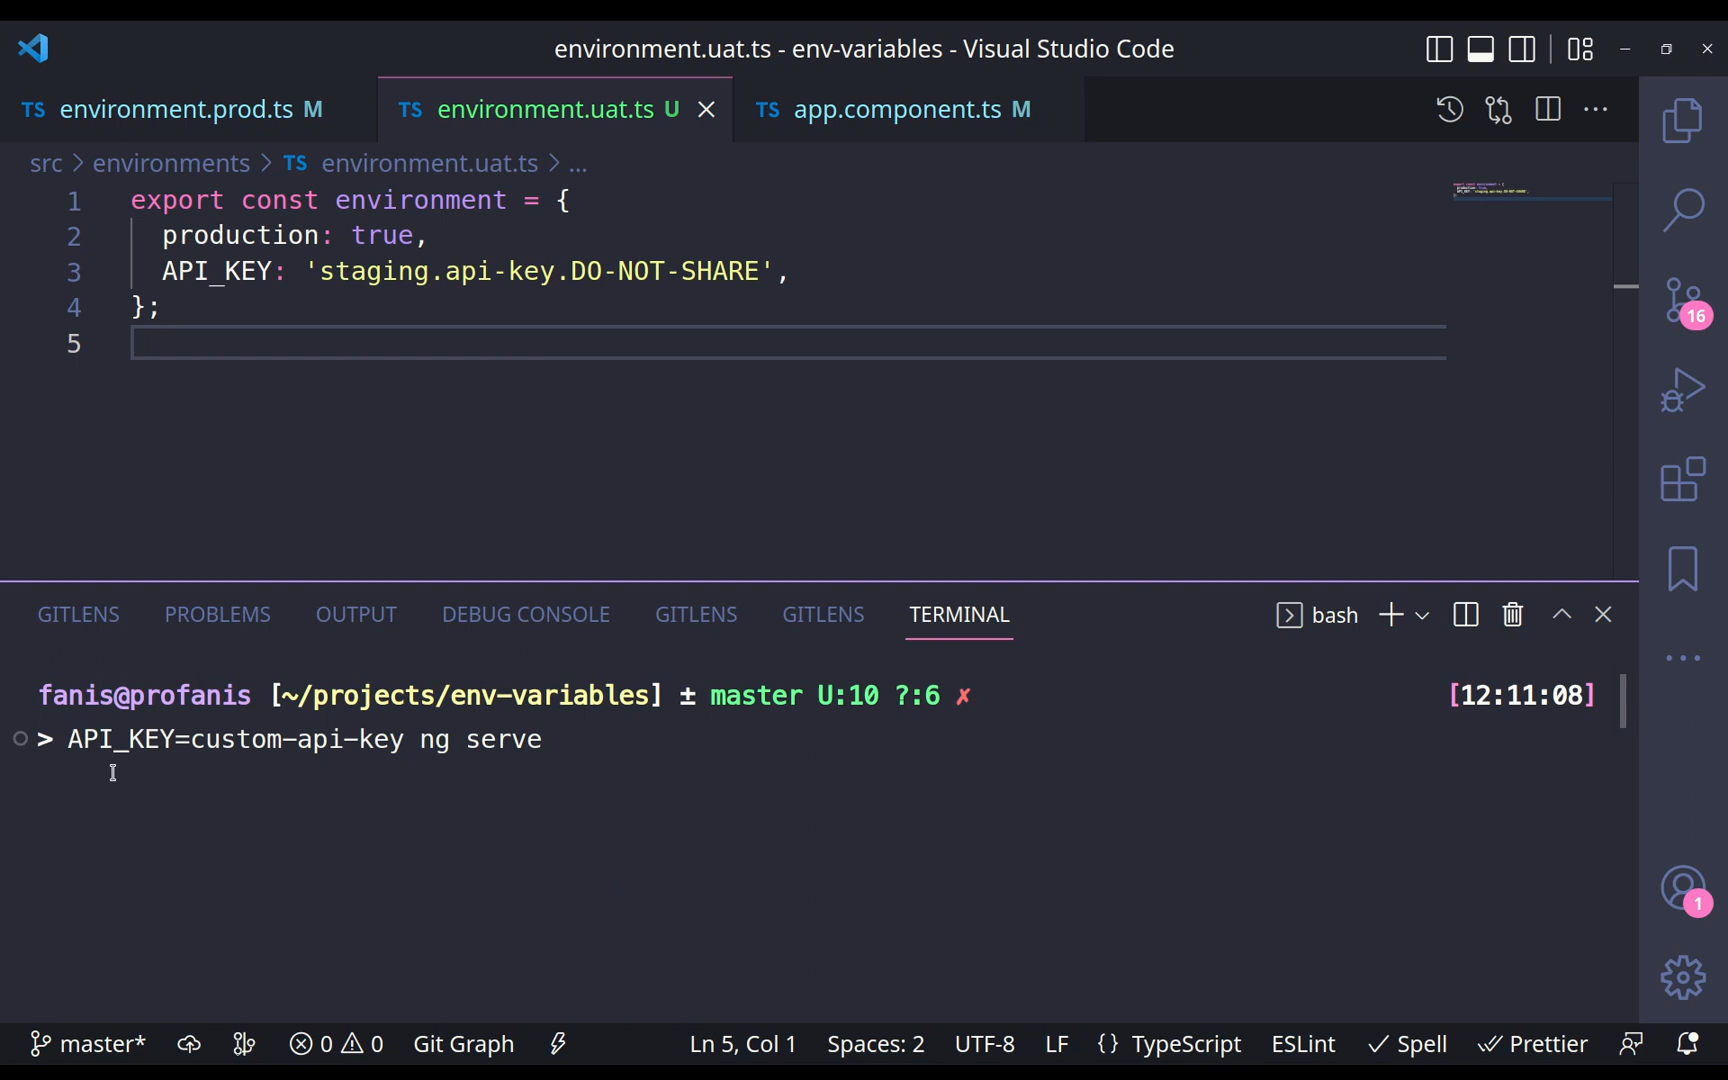 environment.uat.ts - env-variables - Visual Studio Code
TS environment.prod.ts M
TS environment.uat.ts U
TS app.component.ts M
src > environments > TS environment.uat.ts > ...
1 export const environment = {
2 production: true,
3 API_KEY: 'staging.api-key.DO-NOT-SHARE',
4 };
5
16
GITLENS PROBLEMS OUTPUT DEBUG CONSOLE GITLENS GITLENS TERMINAL bash
fanis@profanis [~/projects/env-variables] ± master U:10 ?:6 ✗ [12:11:08]
> API_KEY=custom-api-key ng serve
1
master* 0 0 Git Graph Ln 5, Col 1 Spaces: 2 UTF-8 LF {} TypeScript ESLint Spell Prettier